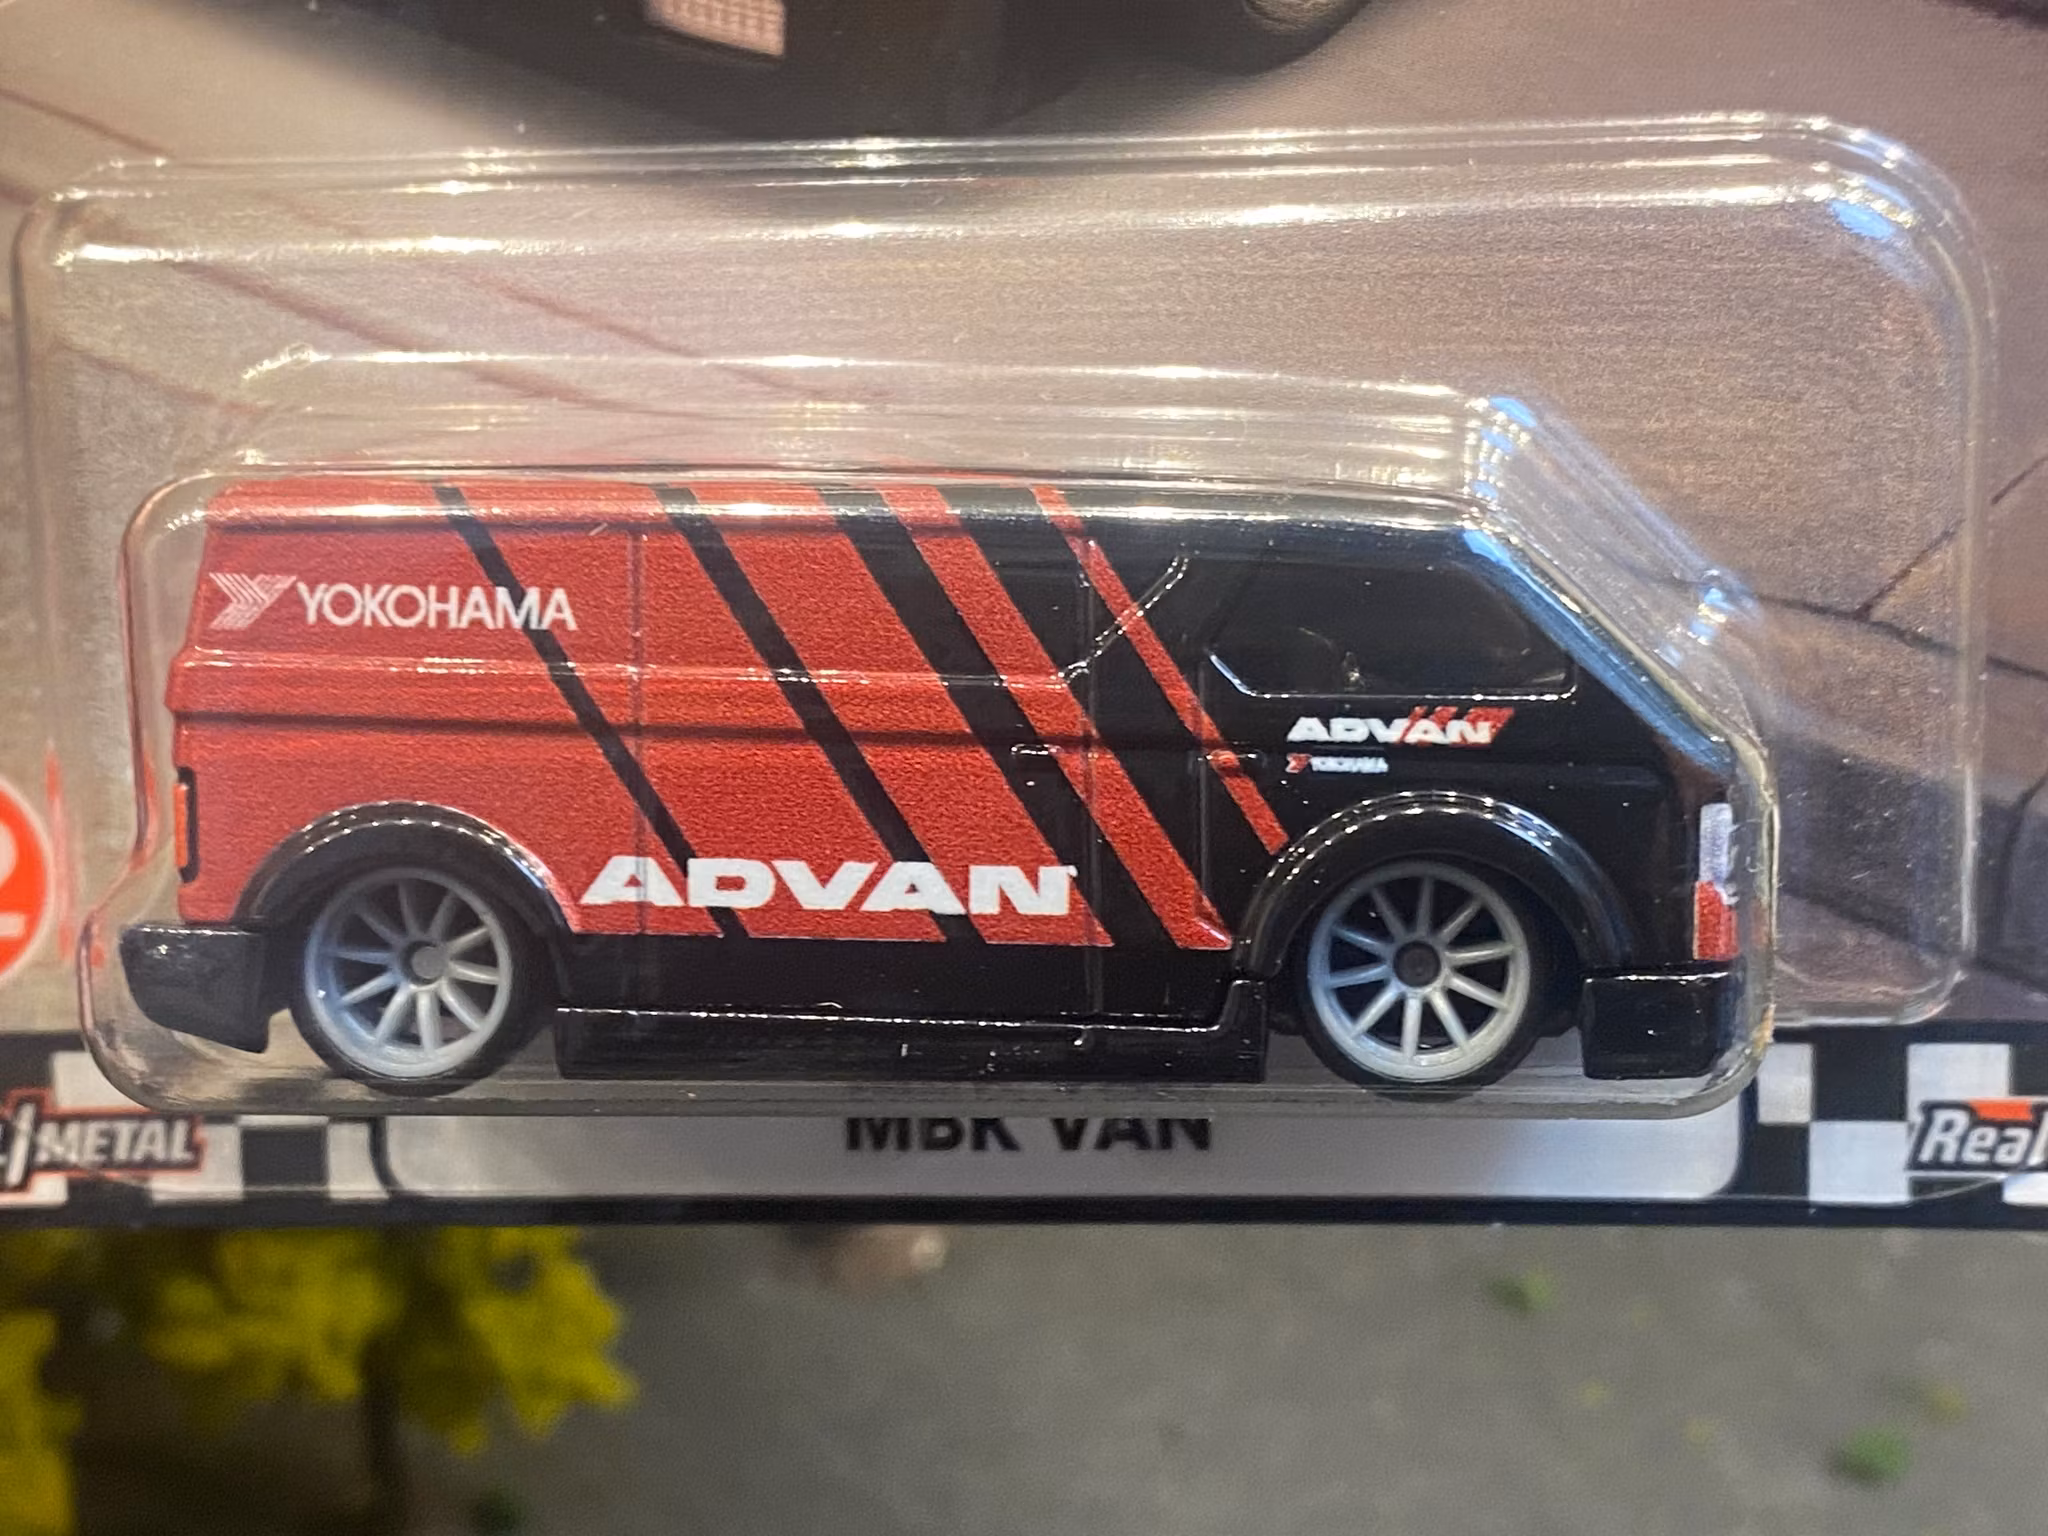 YOKOHAMA
ADVAN
YOKOHAMA
ADVAN
MBK VAN
/METAL
Real